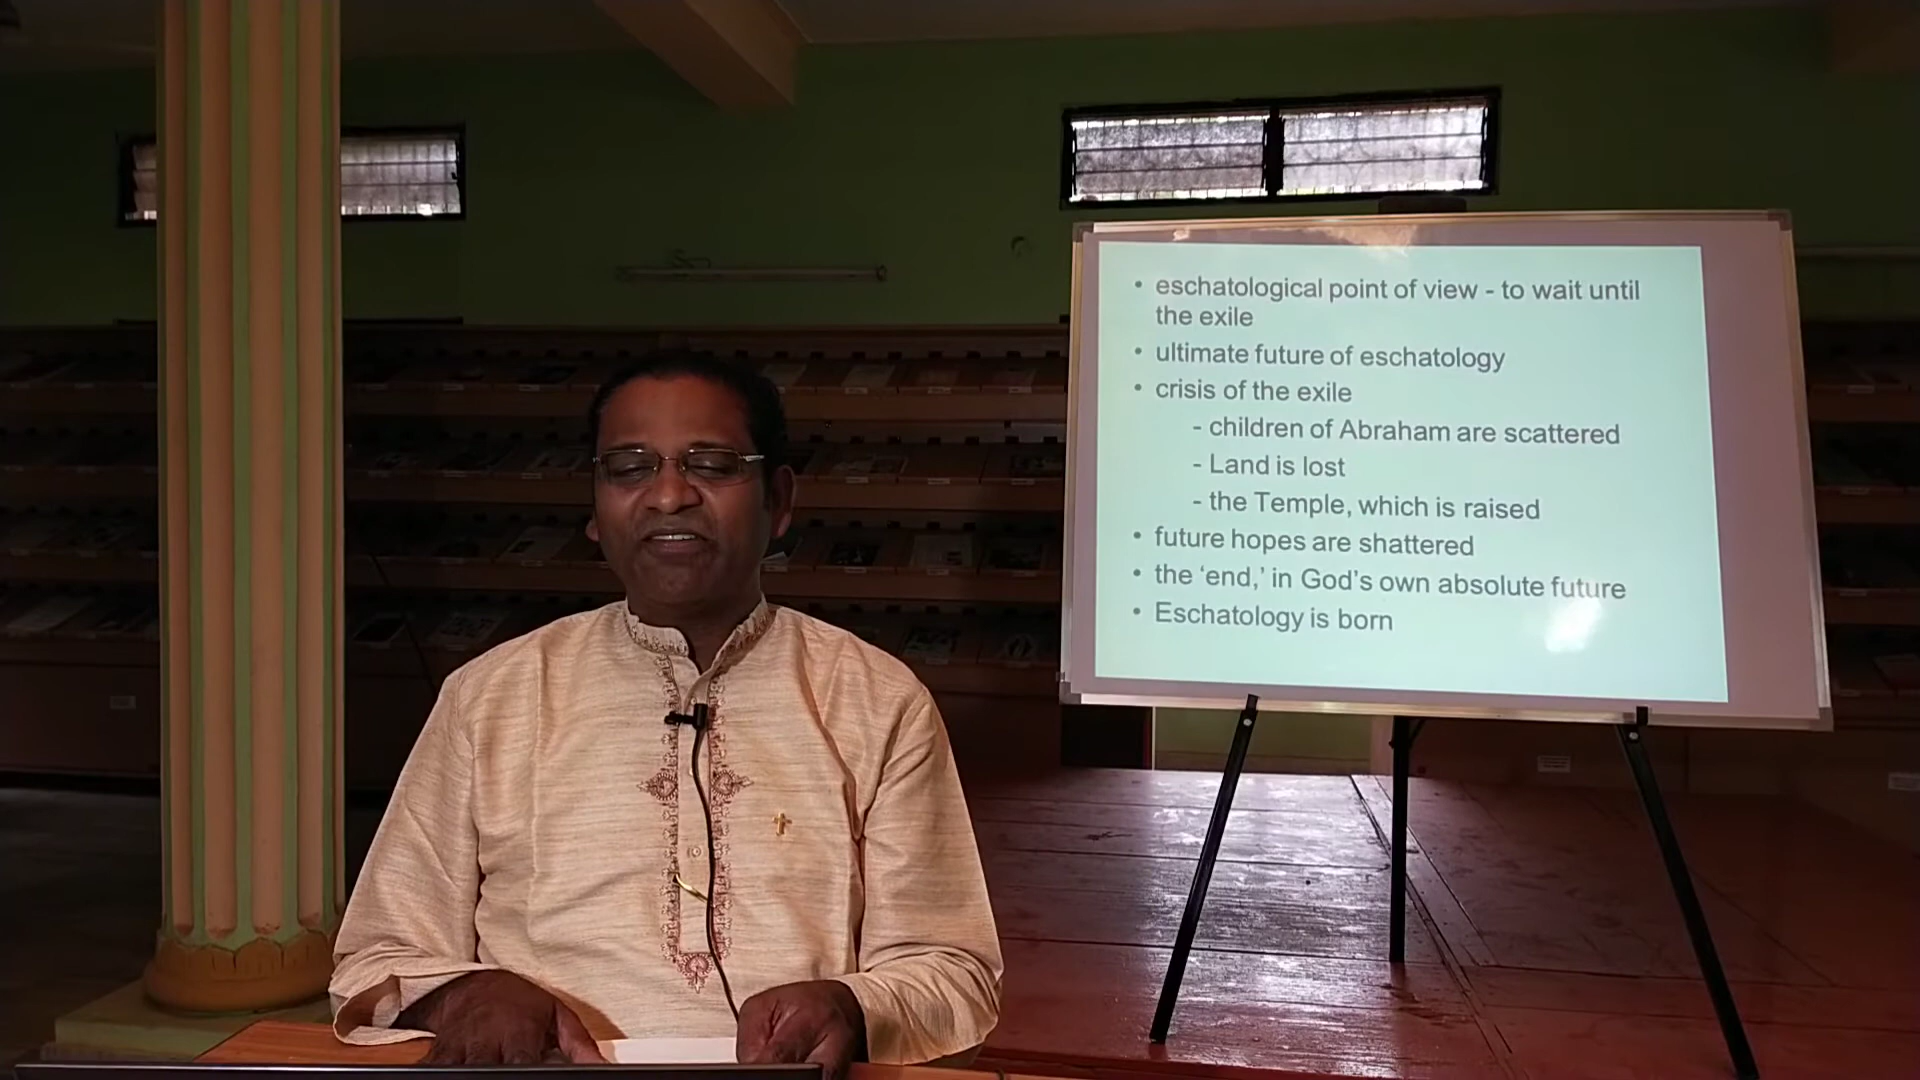 • eschatological point of view - to wait until
the exile
• ultimate future of eschatology
• crisis of the exile
- children of Abraham are scattered
- Land is lost
- the Temple, which is raised
• future hopes are shattered
• the ‘end,’ in God’s own absolute future
• Eschatology is born